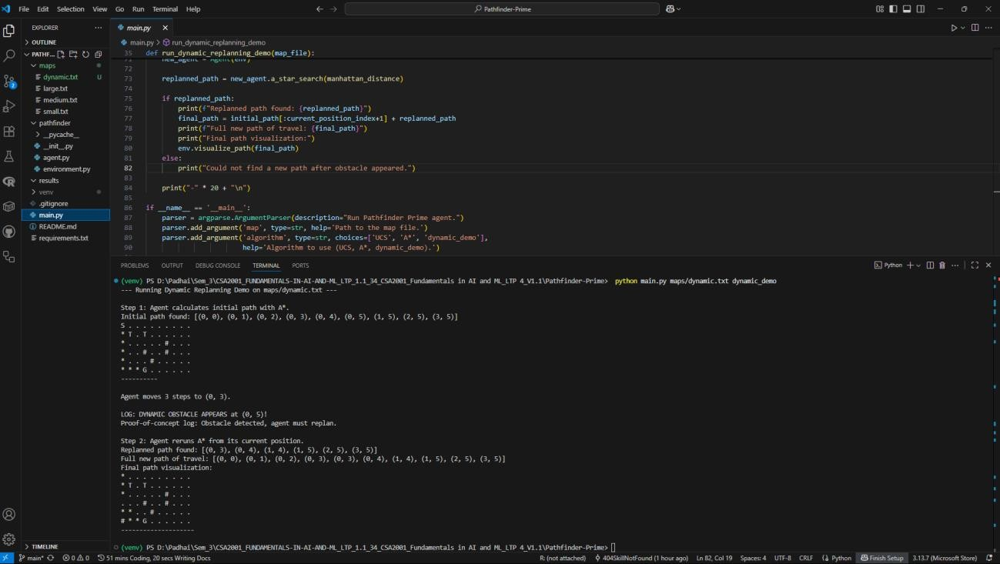 File Edit Selection View Go Run Terminal Help
Pathfinder-Prime
EXPLORER
OUTLINE
PATHF...
maps
dynamic.txt U
large.txt
medium.txt
small.txt
pathfinder
__pycache__
__init__.py
agent.py
environment.py
results
venv
.gitignore
main.py
README.md
requirements.txt
TIMELINE
main.py
main.py > run_dynamic_replanning_demo
35 def run_dynamic_replanning_demo(map_file):
71 new_agent = Agent(env)
72
73 replanned_path = new_agent.a_star_search(manhattan_distance)
74
75 if replanned_path:
76 print(f"Replanned path found: {replanned_path}")
77 final_path = initial_path[:current_position_index+1] + replanned_path
78 print(f"Full new path of travel: {final_path}")
79 print("Final path visualization:")
80 env.visualize_path(final_path)
81 else:
82 print("Could not find a new path after obstacle appeared.")
83
84 print("-" * 20 + "\n")
85
86 if __name__ == '__main__':
87 parser = argparse.ArgumentParser(description="Run Pathfinder Prime agent.")
88 parser.add_argument('map', type=str, help='Path to the map file.')
89 parser.add_argument('algorithm', type=str, choices=['UCS', 'A*', 'dynamic_demo'],
90 help='Algorithm to use (UCS, A*, dynamic_demo).')
PROBLEMS OUTPUT DEBUG CONSOLE TERMINAL PORTS
Python
(venv) PS D:\Padhai\Sem_3\CSA2001_FUNDAMENTALS-IN-AI-AND-ML_LTP_1.1_34_CSA2001_Fundamentals in AI and ML_LTP 4_V1.1\Pathfinder-Prime> python main.py maps/dynamic.txt dynamic_demo
--- Running Dynamic Replanning Demo on maps/dynamic.txt ---
Step 1: Agent calculates initial path with A*.
Initial path found: [(0, 0), (0, 1), (0, 2), (0, 3), (0, 4), (0, 5), (1, 5), (2, 5), (3, 5)]
S . . . . . . . . .
* T . T . . . . . .
* . . . . . # . . .
* . . # . . # . . .
* . . . # . . . . .
* * * G . . . . . .
----------
Agent moves 3 steps to (0, 3).
LOG: DYNAMIC OBSTACLE APPEARS at (0, 5)!
Proof-of-concept log: Obstacle detected, agent must replan.
Step 2: Agent reruns A* from its current position.
Replanned path found: [(0, 3), (0, 4), (1, 4), (1, 5), (2, 5), (3, 5)]
Full new path of travel: [(0, 0), (0, 1), (0, 2), (0, 3), (0, 3), (0, 4), (1, 4), (1, 5), (2, 5), (3, 5)]
Final path visualization:
* . . . . . . . . .
* T . T . . . . . .
* . . . . . # . . .
. . . # . . # . . .
* * . . # . . . . .
# * * G . . . . . .
--------------------
(venv) PS D:\Padhai\Sem_3\CSA2001_FUNDAMENTALS-IN-AI-AND-ML_LTP_1.1_34_CSA2001_Fundamentals in AI and ML_LTP 4_V1.1\Pathfinder-Prime>
main* 0 0 51 mins Coding, 20 secs Writing Docs R: (not attached) 404SkillNotFound (1 hour ago) Ln 82, Col 19 Spaces: 4 UTF-8 CRLF Python Finish Setup 3.13.7 (Microsoft Store)